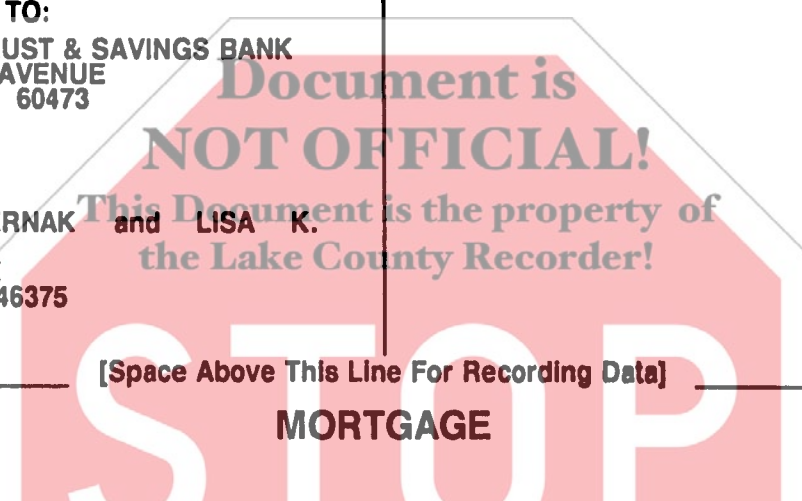 TO:
UST & SAVINGS BANK
AVENUE
60473
Document is
NOT OFFICIAL!
This Document is the property of
the Lake County Recorder!
RNAK and LISA K.
46375
[Space Above This Line For Recording Data]
MORTGAGE
STOP